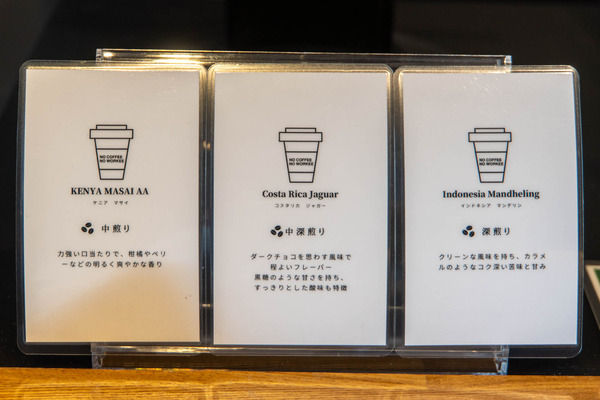 NO COFFEE
NO WORKEE
KENYA MASAI AA
ケニア マサイ
中煎り
力強い口当たりで、柑橘やベリ
ーなどの明るく爽やかな香り
NO COFFEE
NO WORKEE
Costa Rica Jaguar
コスタリカ ジャガー
中深煎り
ダークチョコを思わす風味で
程よいフレーバー
黒糖のような甘さを持ち、
すっきりとした酸味も特徴
NO COFFEE
NO WORKEE
Indonesia Mandheling
インドネシア マンデリン
深煎り
クリーンな風味を持ち、カラメ
ルのようなコク深い苦味と甘み